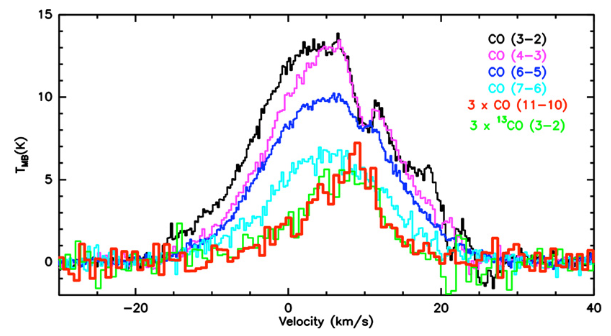 15
10
5
0
T_MB(K)
CO (3−2)
CO (4−3)
CO (6−5)
CO (7−6)
3 x CO (11−10)
3 x ¹³CO (3−2)
−20
0
20
40
Velocity (km/s)